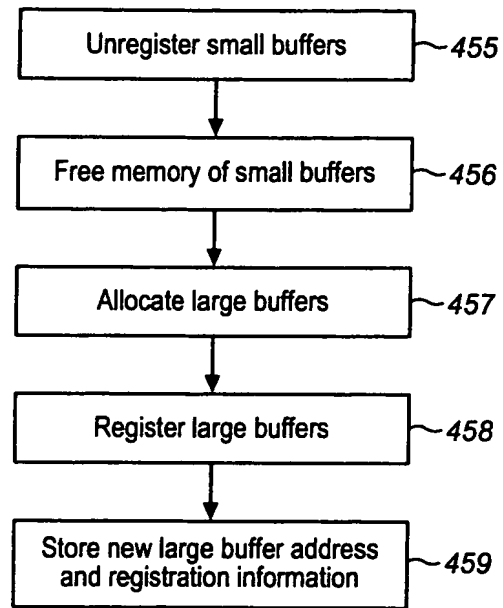 Unregister small buffers 455
Free memory of small buffers 456
Allocate large buffers 457
Register large buffers 458
Store new large buffer address
and registration information 459